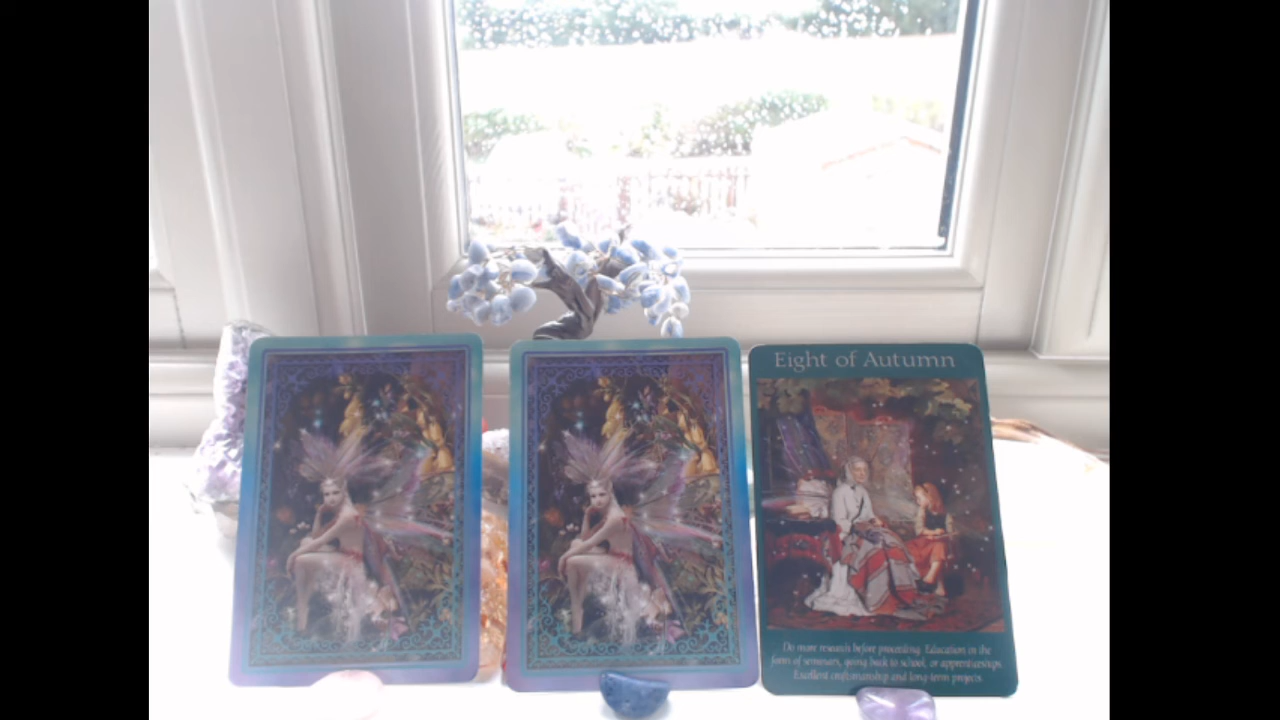 Eight of Autumn
Do more research before proceeding. Education in the
form of seminars, going back to school, or apprenticeships.
Excellent craftsmanship and long-term projects.